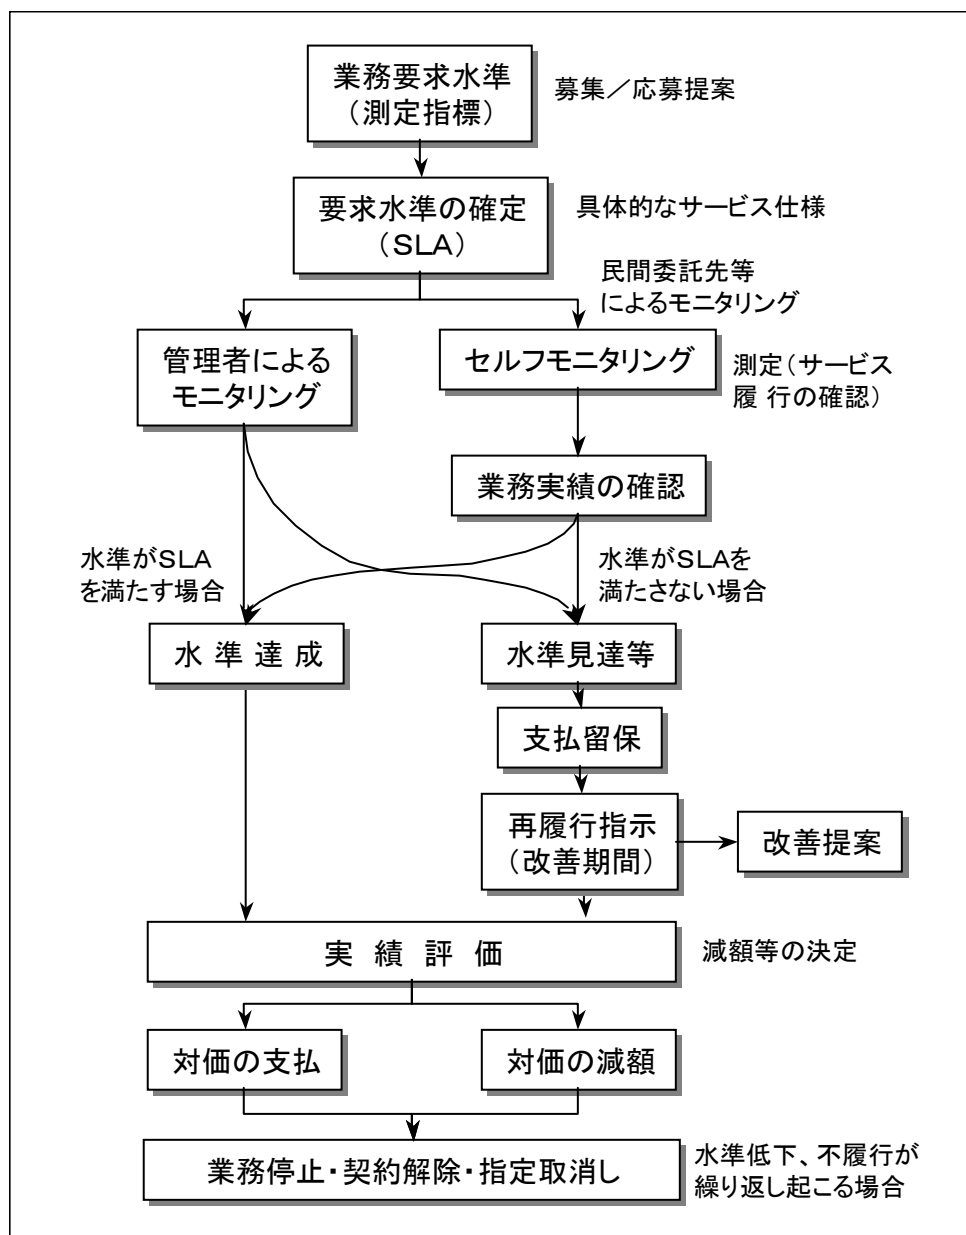 業務要求水準
（測定指標）
募集／応募提案
要求水準の確定
（ＳＬＡ）
具体的なサービス仕様
民間委託先等
によるモニタリング
管理者による
モニタリング
セルフモニタリング
測定（サービス
履 行の確認）
業務実績の確認
水準がＳＬＡ
を満たす場合
水準がＳＬＡを
満たさない場合
水 準 達 成
水準見達等
支払留保
再履行指示
（改善期間）
改善提案
実 績 評 価
減額等の決定
対価の支払
対価の減額
業務停止・契約解除・指定取消し
水準低下、不履行が
繰り返し起こる場合